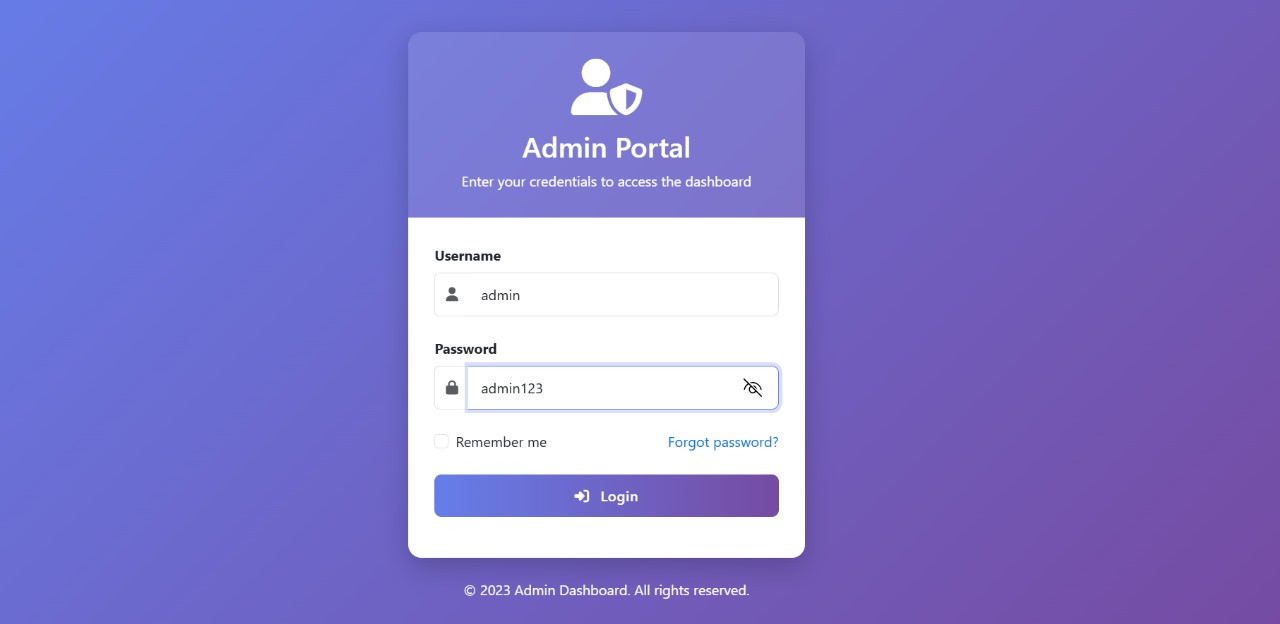 Admin Portal
Enter your credentials to access the dashboard
Username
admin
Password
admin123
Remember me Forgot password?
Login
© 2023 Admin Dashboard. All rights reserved.